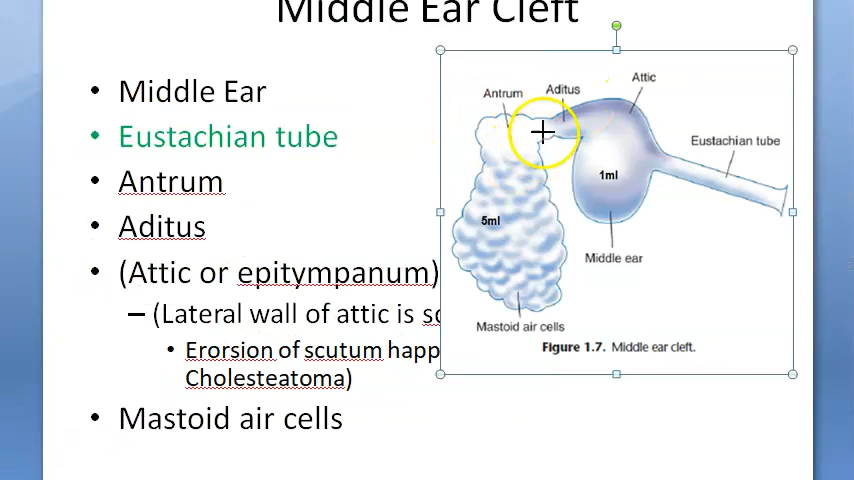 Middle Ear Cleft
• Middle Ear
• Eustachian tube
• Antrum
• Aditus
• (Attic or epitympanum)
– (Lateral wall of attic is
• Erorsion of scutum
Cholesteatoma)
• Mastoid air cells
Attic
Aditus
Antrum
Eustachian tube
1ml
5ml
Middle ear
Mastoid air cells
Figure 1.7. Middle ear cleft.